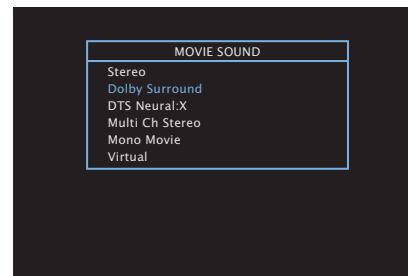 MOVIE SOUND
Stereo
Dolby Surround
DTS Neural:X
Multi Ch Stereo
Mono Movie
Virtual